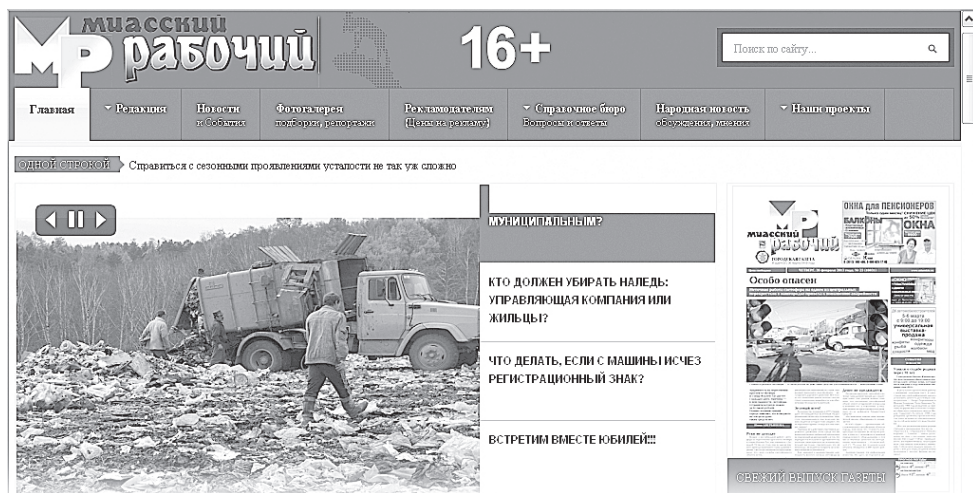 миасский
рабочий
16+
Поиск по сайту...
Главная
Редакция
Новости
и События
Фотогалерея
подборки, репортажи
Рекламодателям
(Цены на рекламу)
Справочное бюро
Вопросы и ответы
Народная новость
обсуждения, мнения
Наши проекты
ОДНОЙ СТРОКОЙ
Справиться с сезонными проявлениями усталости не так уж сложно
МУНИЦИПАЛЬНЫМ?
КТО ДОЛЖЕН УБИРАТЬ НАЛЕДЬ:
УПРАВЛЯЮЩАЯ КОМПАНИЯ ИЛИ
ЖИЛЬЦЫ?
ЧТО ДЕЛАТЬ, ЕСЛИ С МАШИНЫ ИСЧЕЗ
РЕГИСТРАЦИОННЫЙ ЗНАК?
ВСТРЕТИМ ВМЕСТЕ ЮБИЛЕЙ!!!
миасский
рабочий
ОКНА для ПЕНСИОНЕРОВ
БАЛКОНЫ
ОКНА
Особо опасен
универсальная
выставка-
продажа
СВЕЖИЙ ВЫПУСК ГАЗЕТЫ